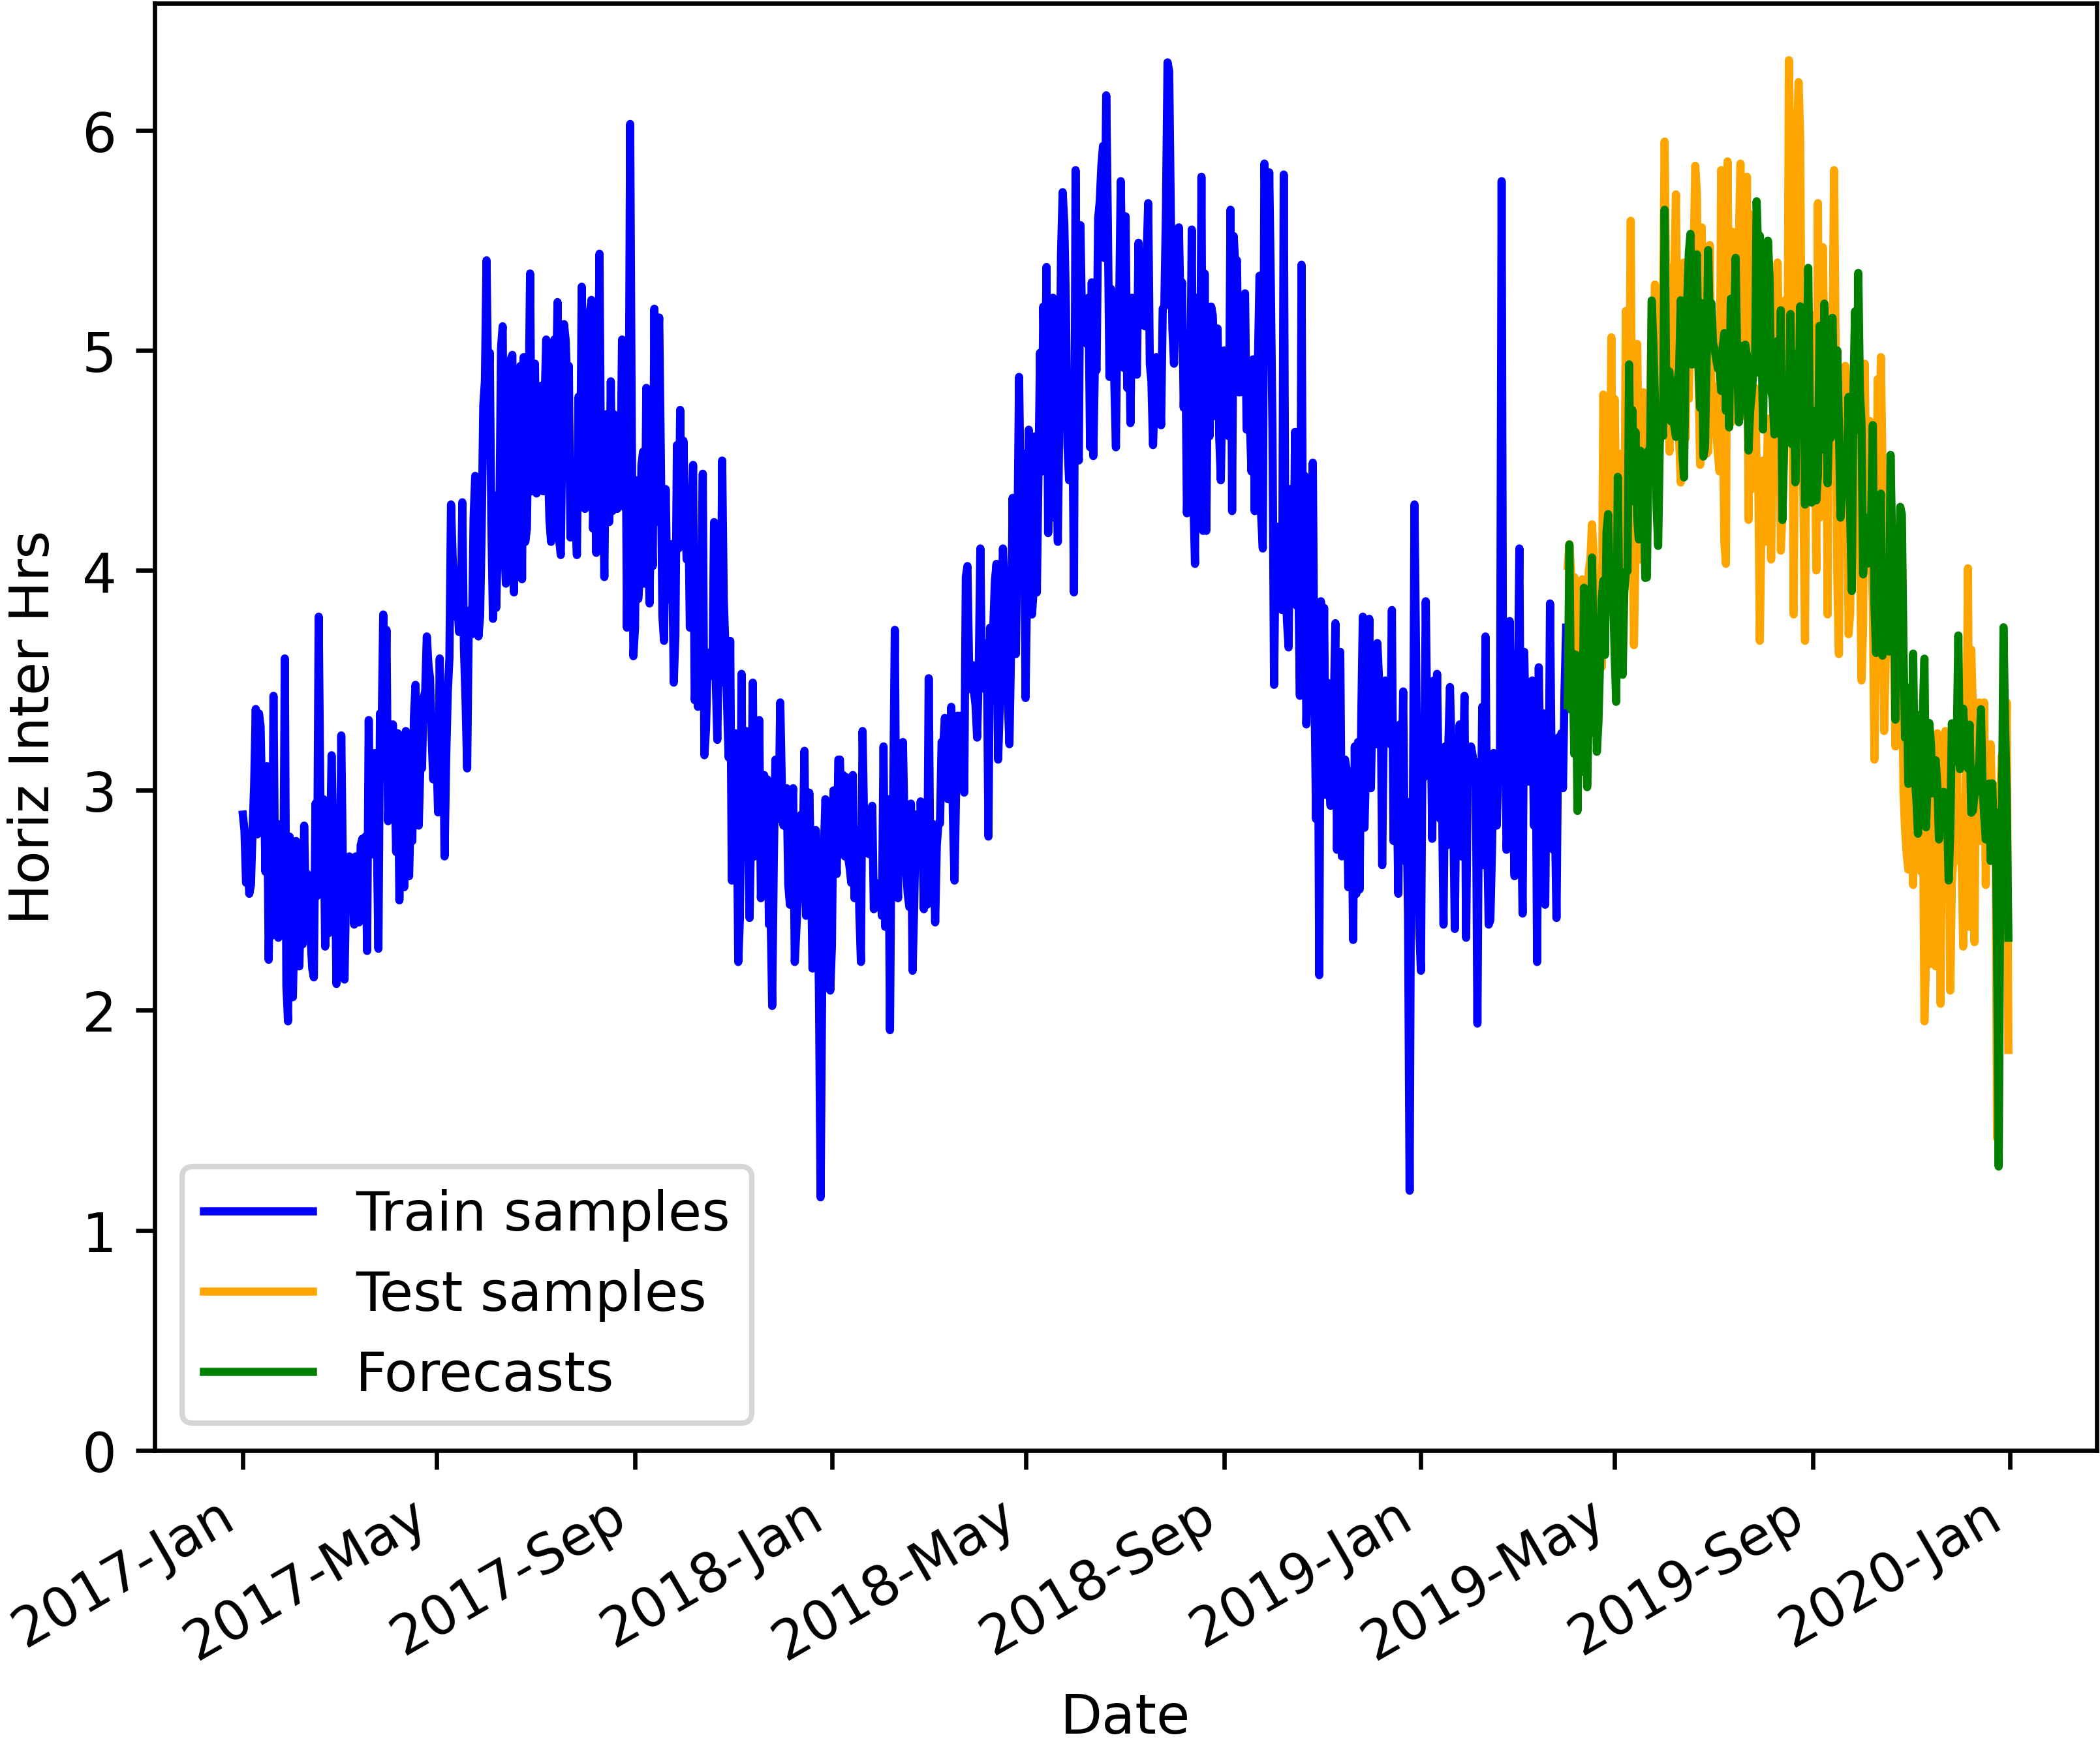 Horiz Inter Hrs
6
5
4
3
2
1
0
Train samples
Test samples
Forecasts
2017-Jan
2017-May
2017-Sep
2018-Jan
2018-May
2018-Sep
2019-Jan
2019-May
2019-Sep
2020-Jan
Date